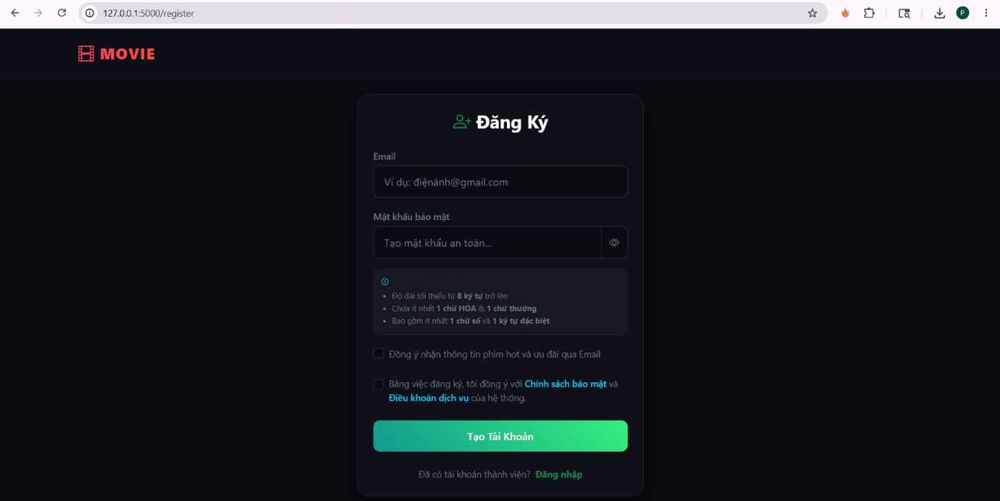 127.0.0.1:5000/register
P
MOVIE
Đăng Ký
Email
Ví dụ: điệnánh@gmail.com
Mật khẩu bảo mật
Tạo mật khẩu an toàn...
Độ dài tối thiểu từ 8 ký tự trở lên
Chứa ít nhất 1 chữ HOA & 1 chữ thường
Bao gồm ít nhất 1 chữ số và 1 ký tự đặc biệt
Đồng ý nhận thông tin phim hot và ưu đãi qua Email
Bằng việc đăng ký, tôi đồng ý với Chính sách bảo mật và
Điều khoản dịch vụ của hệ thống.
Tạo Tài Khoản
Đã có tài khoản thành viên? Đăng nhập